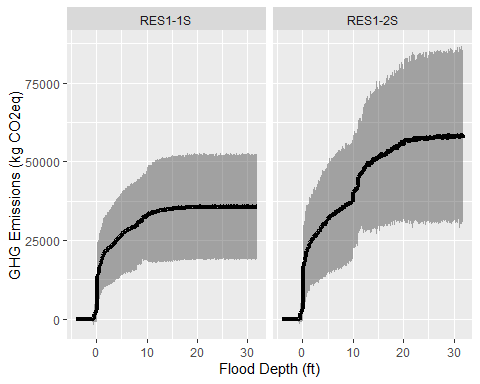 RES1-1S RES1-2S
GHG Emissions (kg CO2eq)
75000
50000
25000
0
0 10 20 30 0 10 20 30
Flood Depth (ft)